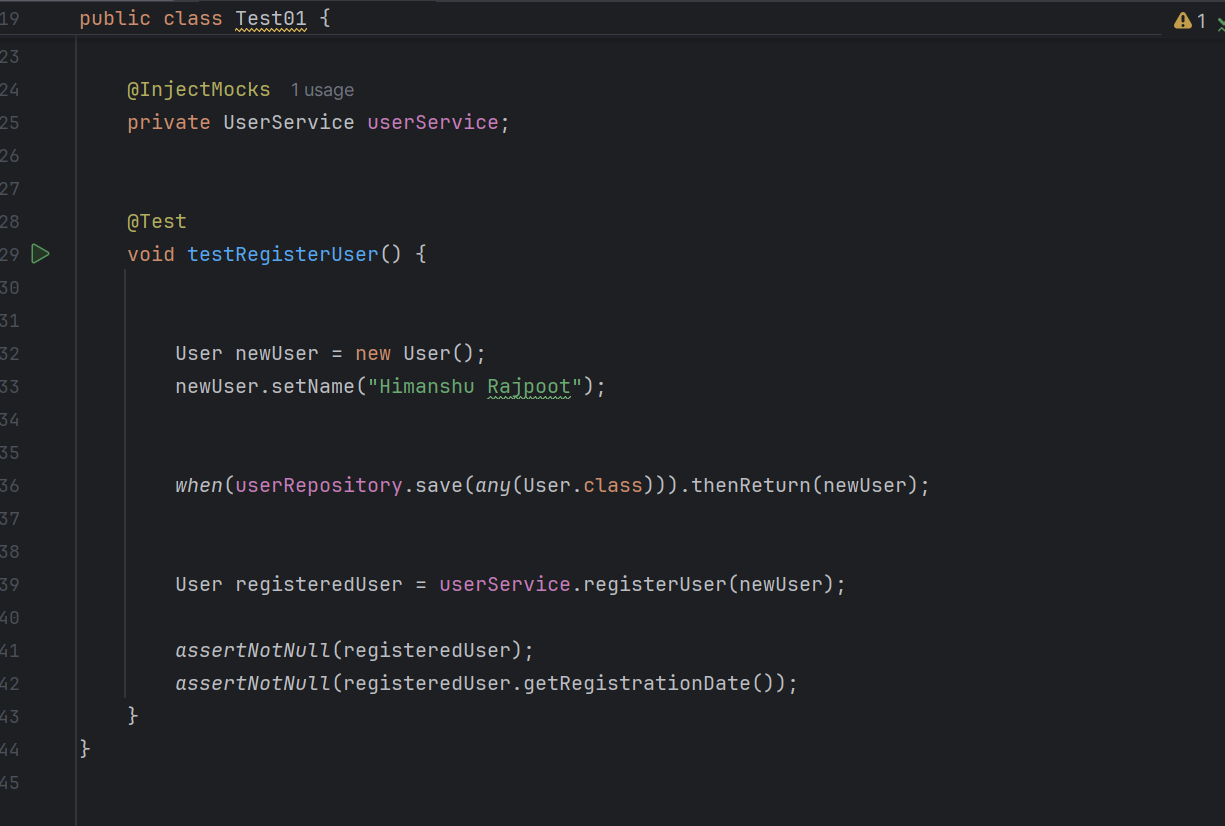 19 public class Test01 { 1
23
24 @InjectMocks 1 usage
25 private UserService userService;
26
27
28 @Test
29 void testRegisterUser() {
30
31
32 User newUser = new User();
33 newUser.setName("Himanshu Rajpoot");
34
35
36 when(userRepository.save(any(User.class))).thenReturn(newUser);
37
38
39 User registeredUser = userService.registerUser(newUser);
40
41 assertNotNull(registeredUser);
42 assertNotNull(registeredUser.getRegistrationDate());
43 }
44 }
45